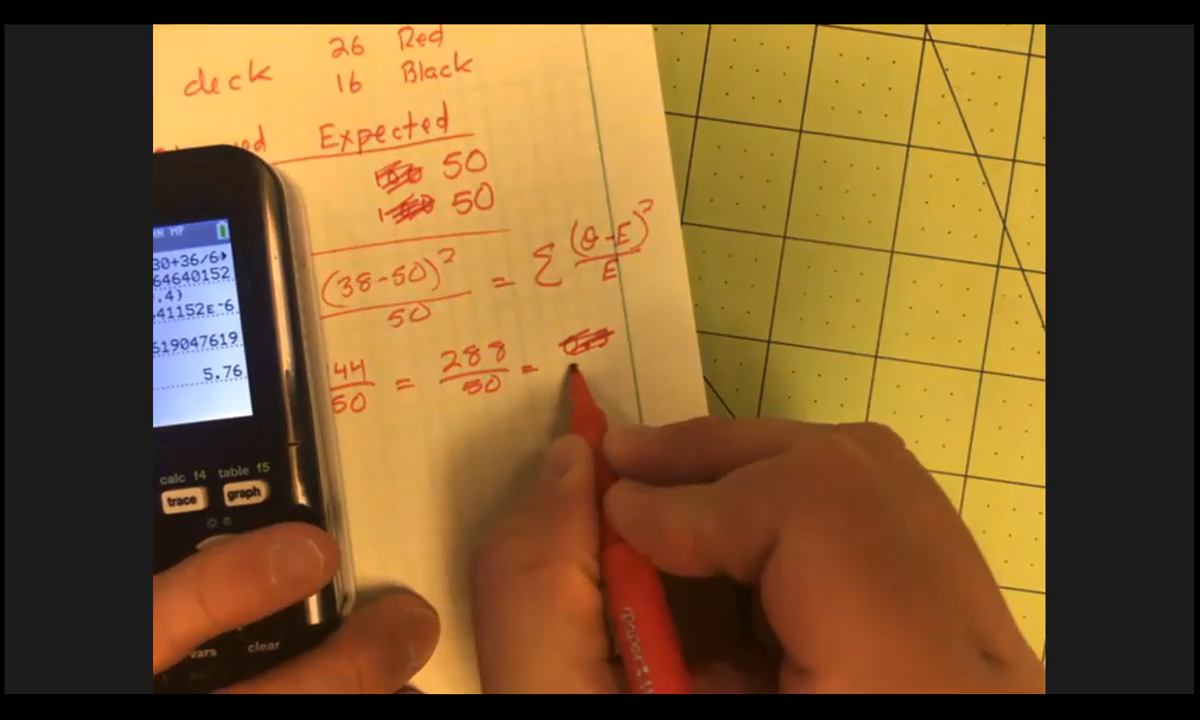 26 Red
deck 16 Black
Expected
50
50
(38-50)² / 50 = Σ (O-E)² / E
44/50 = 288/50 =
30+36/6
64640152
.4)
41152E-6
619047619
5.76
calc f4 table f5
trace graph
vars clear